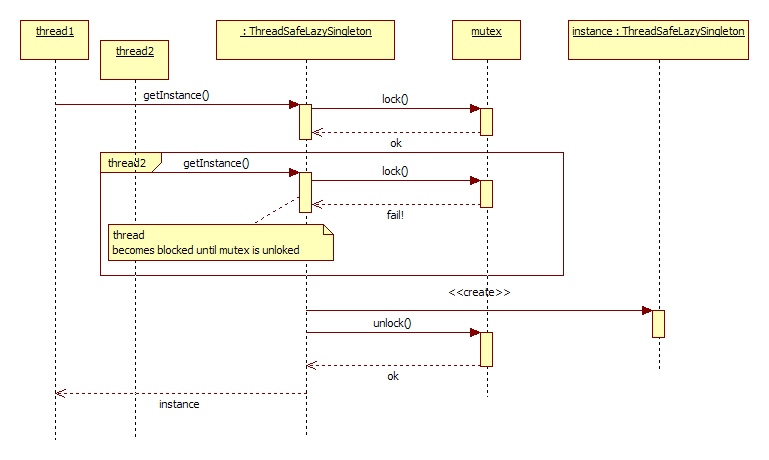 thread1
thread2
: ThreadSafeLazySingleton
mutex
instance : ThreadSafeLazySingleton
getInstance()
lock()
ok
thread2
getInstance()
lock()
fail!
thread
becomes blocked until mutex is unloked
<<create>>
unlock()
ok
instance